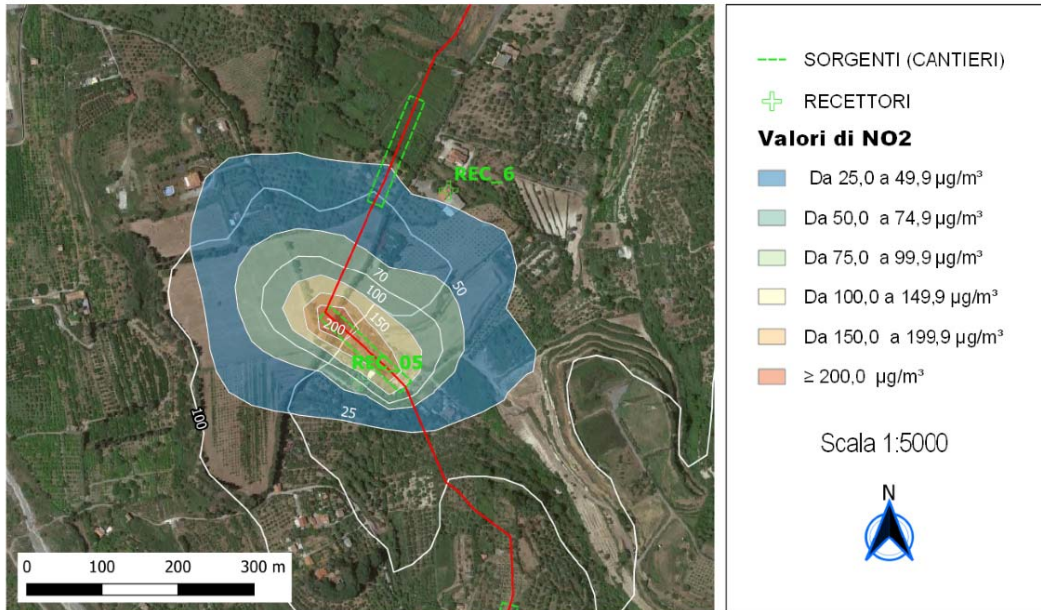 REC_6
50
70
100
150
200
REC_05
25
100
0 100 200 300 m
SORGENTI (CANTIERI)
RECETTORI
Valori di NO2
Da 25,0 a 49,9 µg/m³
Da 50,0 a 74,9 µg/m³
Da 75,0 a 99,9 µg/m³
Da 100,0 a 149,9 µg/m³
Da 150,0 a 199,9 µg/m³
≥ 200,0 µg/m³
Scala 1:5000
N